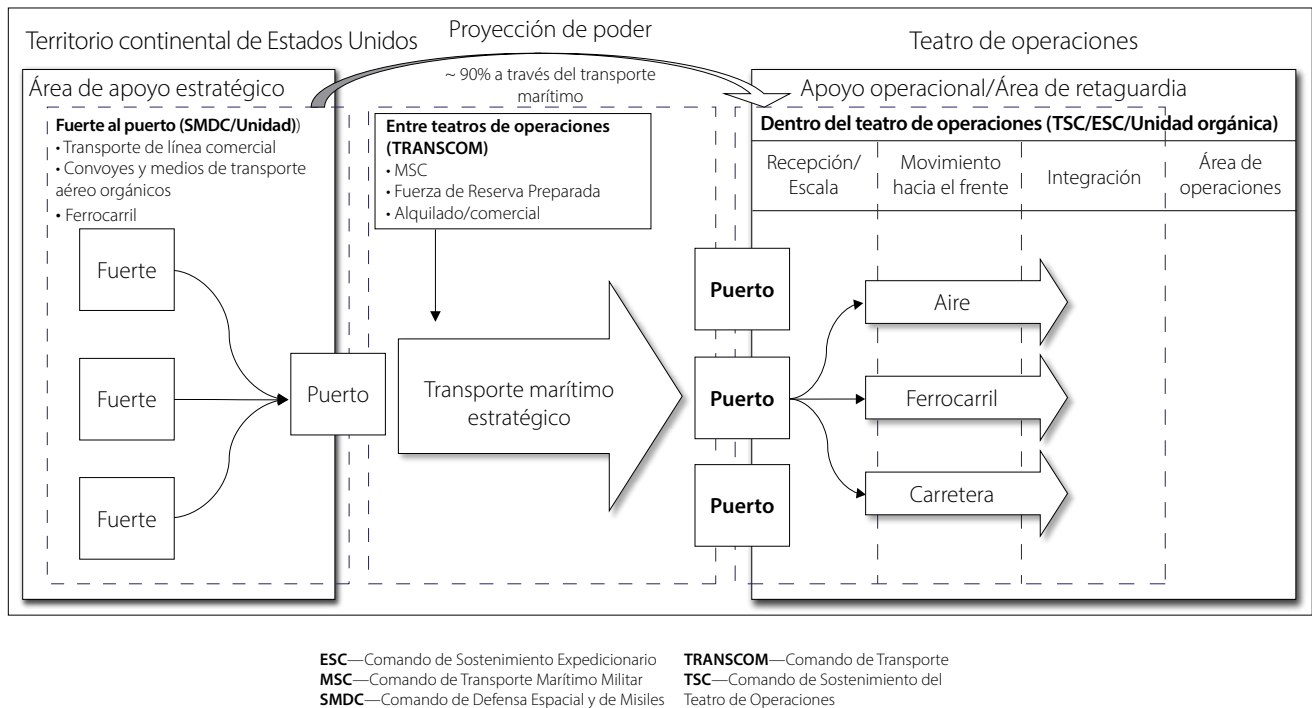 Territorio continental de Estados Unidos
Proyección de poder
Teatro de operaciones
Área de apoyo estratégico
~ 90% a través del transporte
marítimo
Apoyo operacional/Área de retaguardia
Fuerte al puerto (SMDC/Unidad))
• Transporte de línea comercial
• Convoyes y medios de transporte
aéreo orgánicos
• Ferrocarril
Entre teatros de operaciones
(TRANSCOM)
• MSC
• Fuerza de Reserva Preparada
• Alquilado/comercial
Dentro del teatro de operaciones (TSC/ESC/Unidad orgánica)
Recepción/
Escala
Movimiento
hacia el frente
Integración
Área de
operaciones
Fuerte
Fuerte
Fuerte
Puerto
Transporte marítimo
estratégico
Puerto
Puerto
Puerto
Aire
Ferrocarril
Carretera
ESC—Comando de Sostenimiento Expedicionario
MSC—Comando de Transporte Marítimo Militar
SMDC—Comando de Defensa Espacial y de Misiles
TRANSCOM—Comando de Transporte
TSC—Comando de Sostenimiento del
Teatro de Operaciones